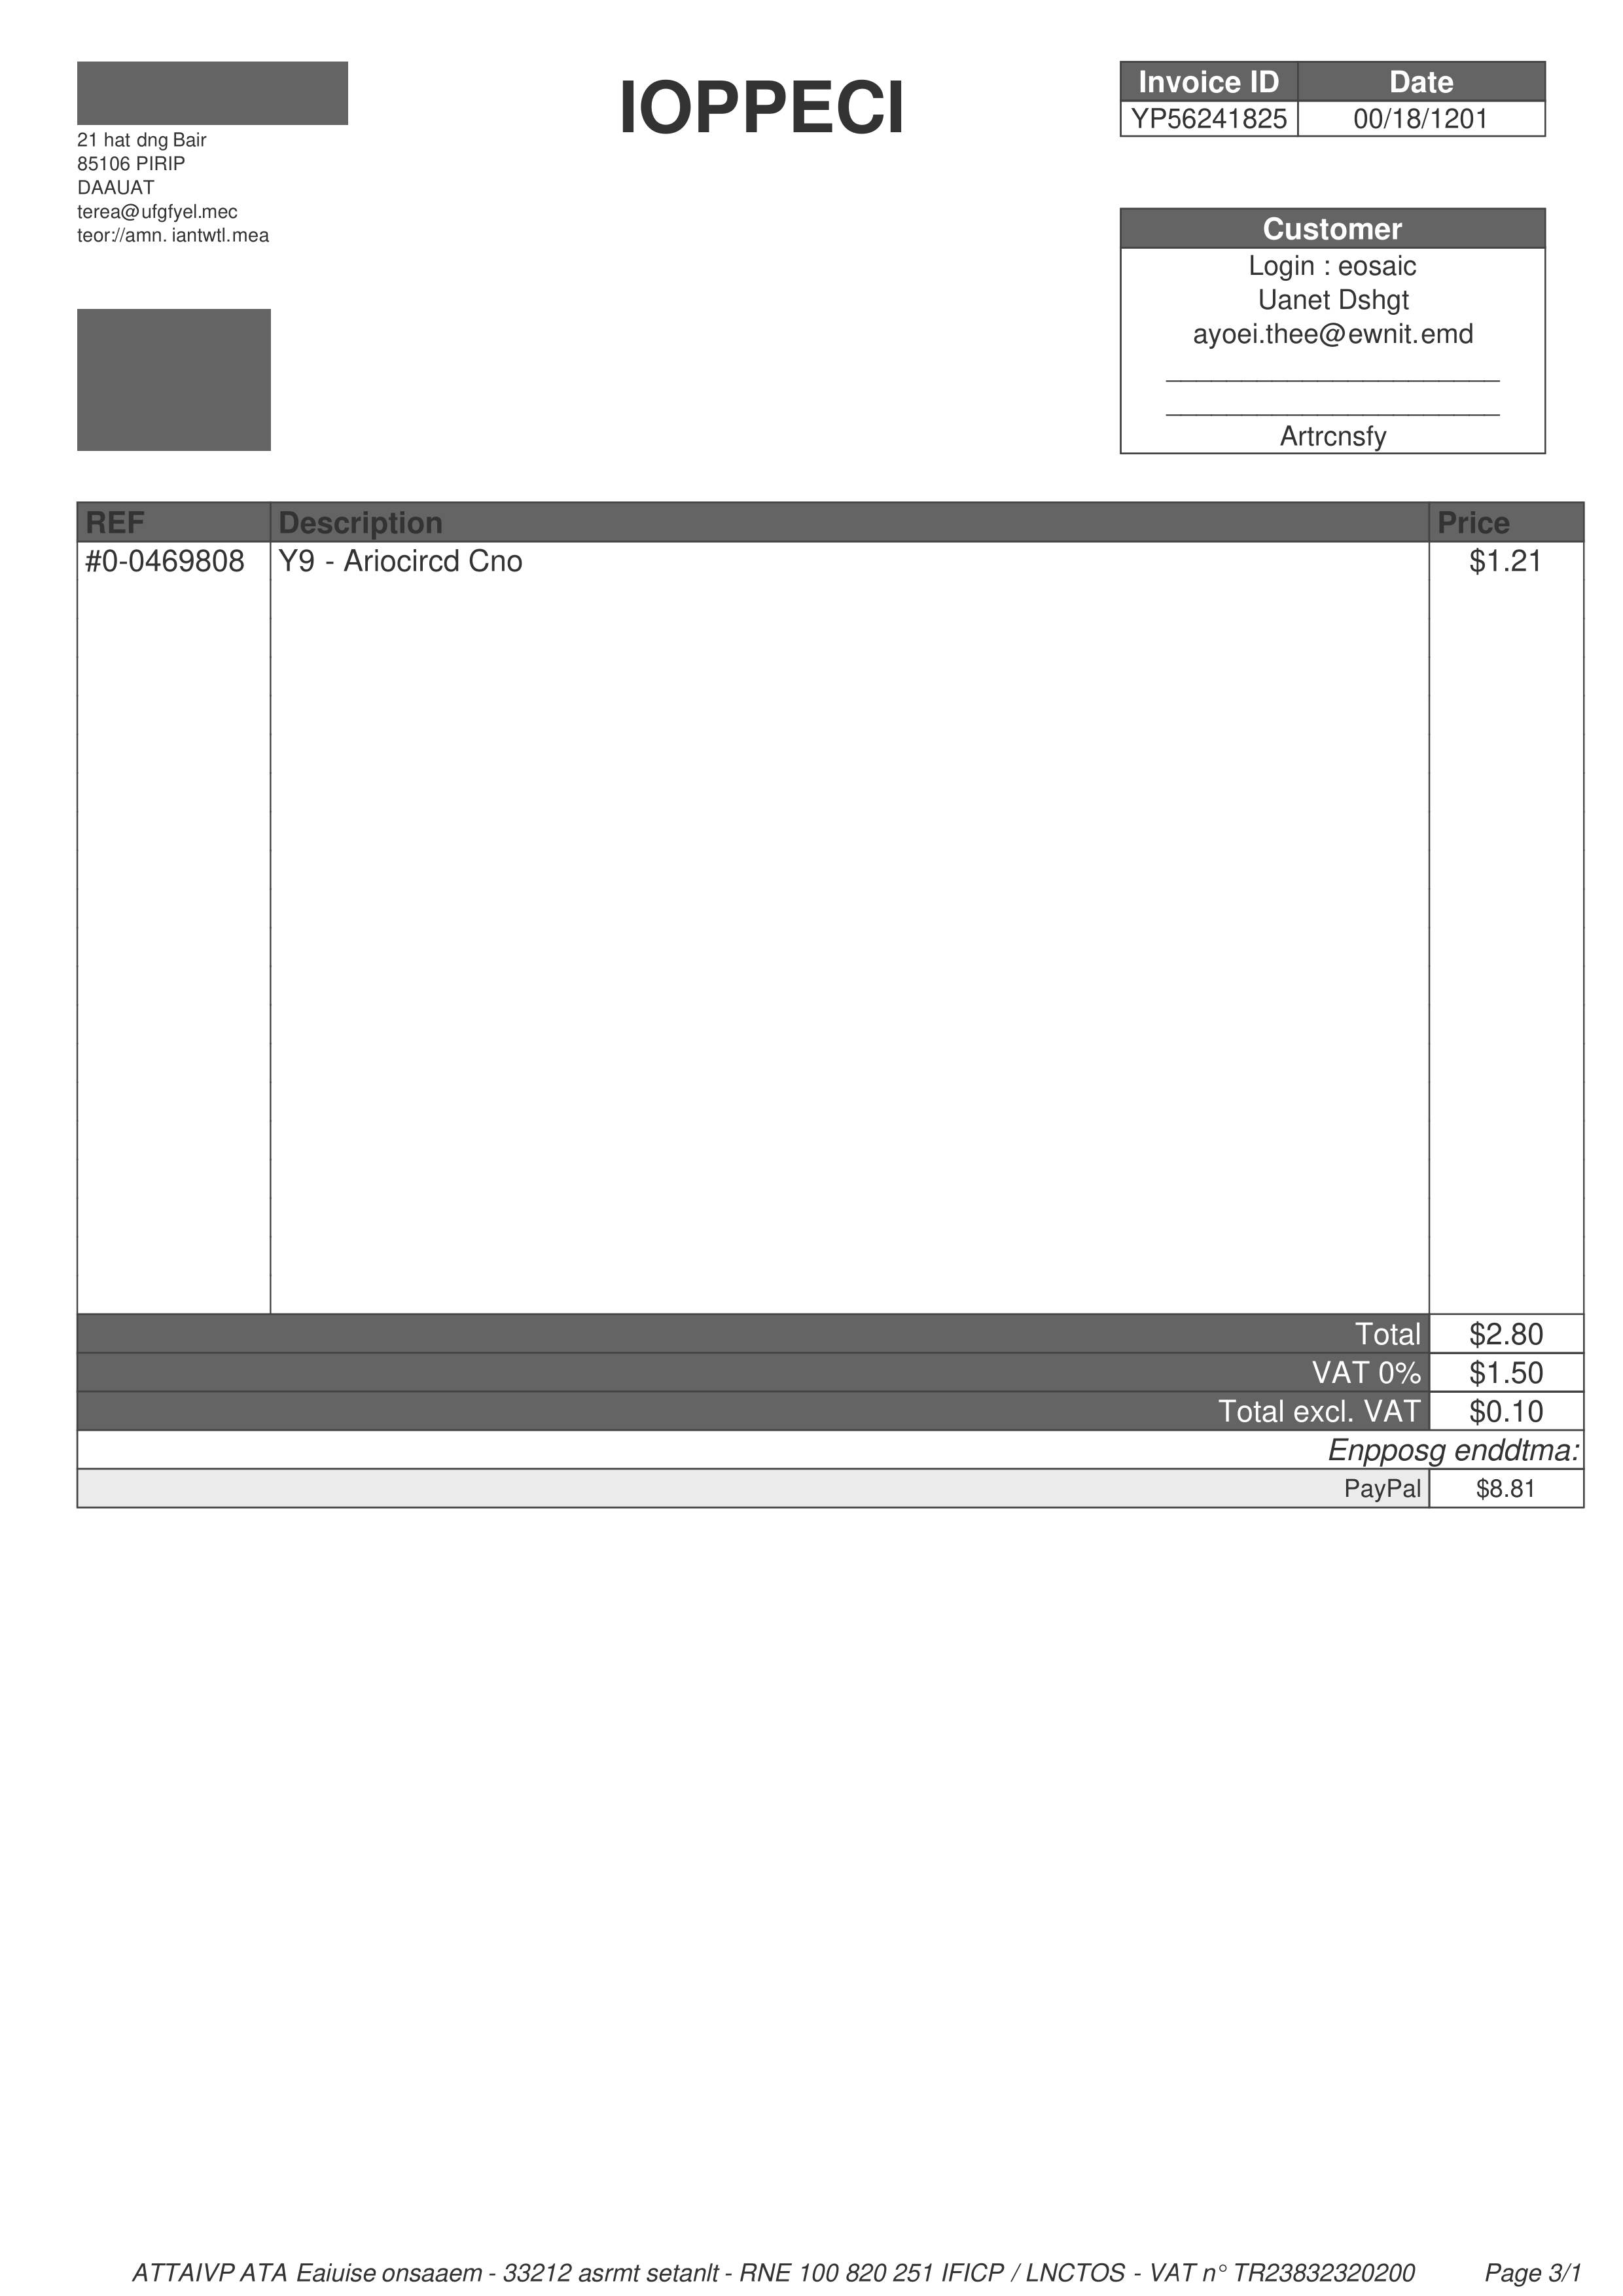 21 hat dng Bair
85106 PIRIP
DAAUAT
terea@ufgfyel.mec
teor://amn. iantwtl.mea
IOPPECI
Invoice ID Date
YP56241825 00/18/1201
Customer
Login : eosaic
Uanet Dshgt
ayoei.thee@ewnit.emd
Artrcnsfy
REF Description Price
#0-0469808 Y9 - Ariocircd Cno $1.21
Total $2.80
VAT 0% $1.50
Total excl. VAT $0.10
Enpposg enddtma:
PayPal $8.81
ATTAIVP ATA Eaiuise onsaaem - 33212 asrmt setanlt - RNE 100 820 251 IFICP / LNCTOS - VAT n° TR23832320200 Page 3/1